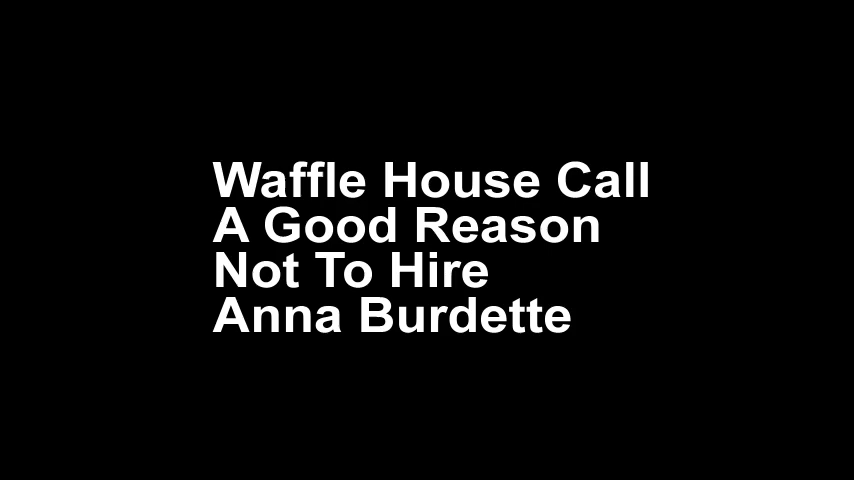 Waffle House Call
A Good Reason
Not To Hire
Anna Burdette